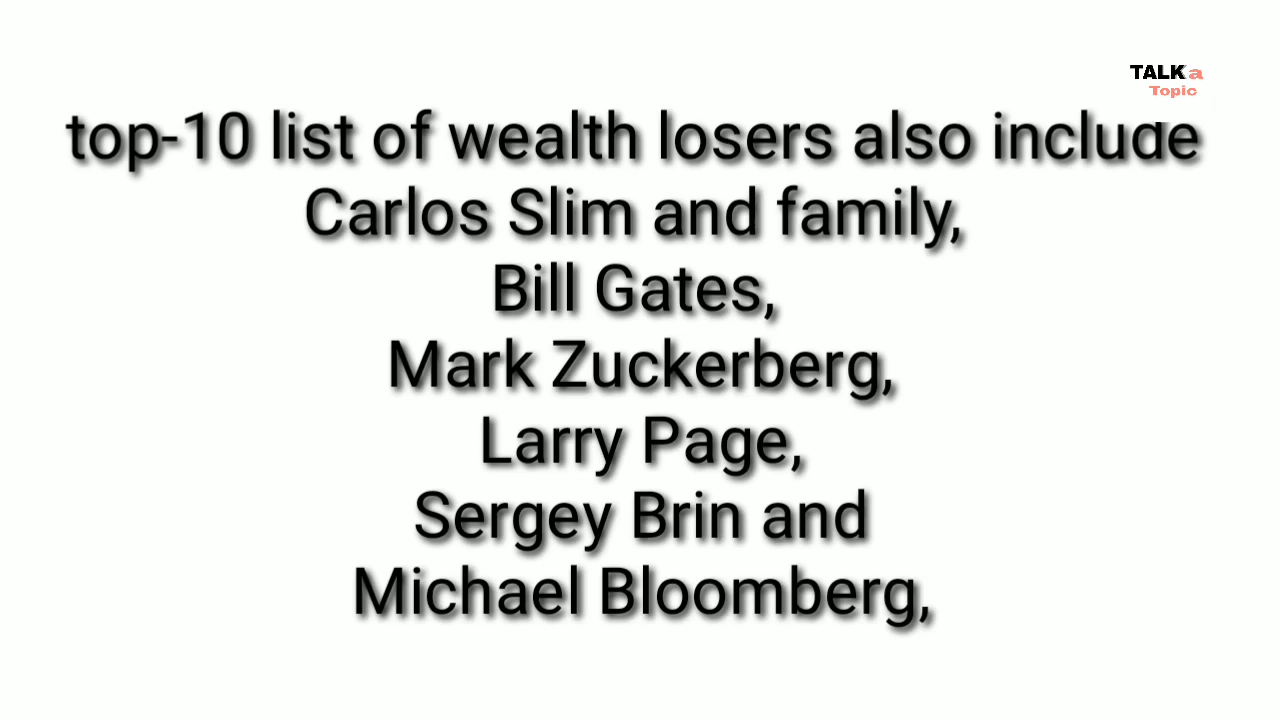 TALK a
Topic
top-10 list of wealth losers also include
Carlos Slim and family,
Bill Gates,
Mark Zuckerberg,
Larry Page,
Sergey Brin and
Michael Bloomberg,